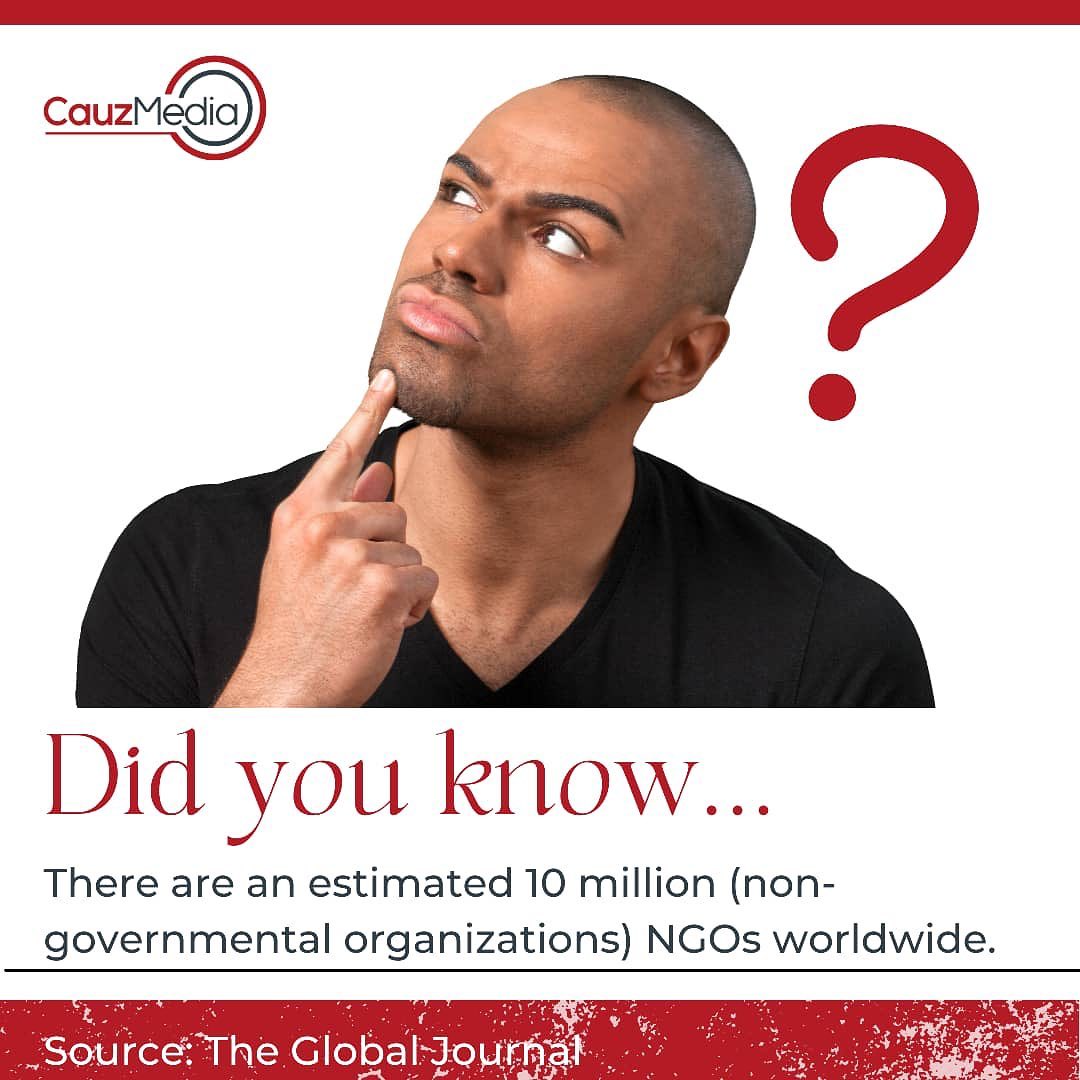 CauzMedia
?
Did you know...
There are an estimated 10 million (non-
governmental organizations) NGOs worldwide.
Source: The Global Journal